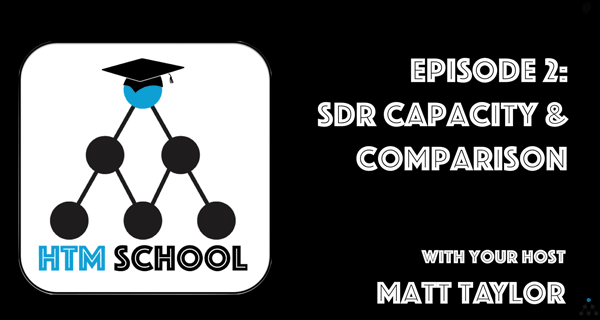 EPISODE 2:
SDR CAPACITY &
COMPARISON
HTM SCHOOL
WITH YOUR HOST
MATT TAYLOR